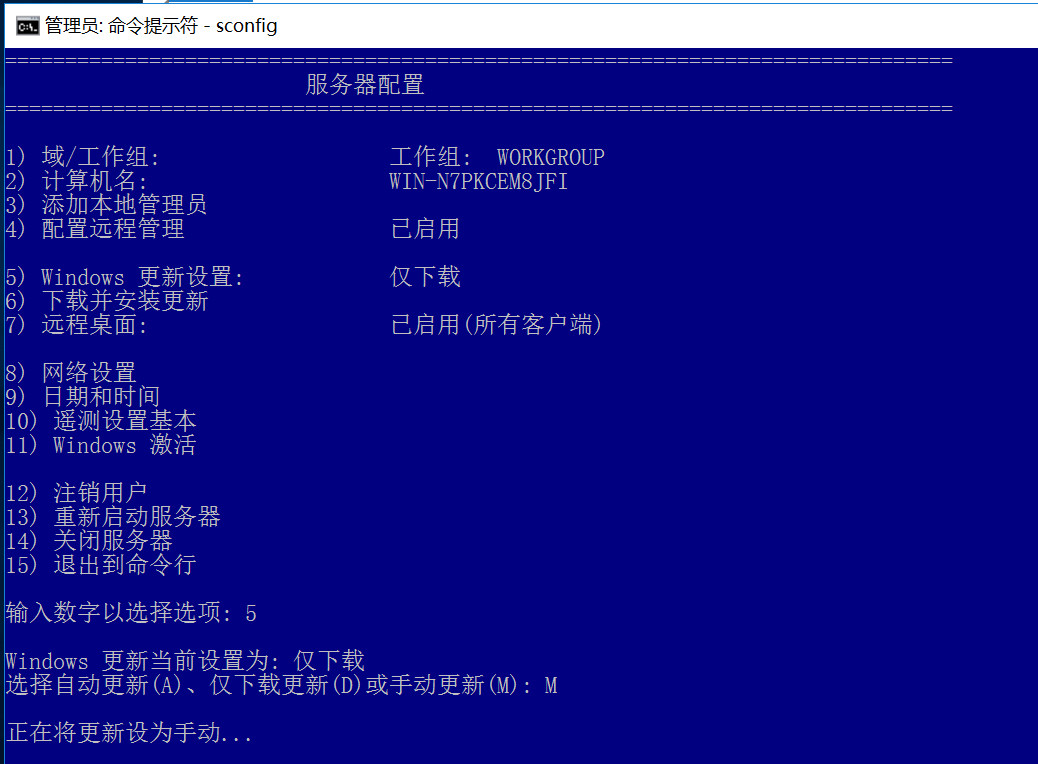 管理员: 命令提示符 - sconfig
===============================================================================
服务器配置
===============================================================================
1) 域/工作组: 工作组: WORKGROUP
2) 计算机名: WIN-N7PKCEM8JFI
3) 添加本地管理员
4) 配置远程管理 已启用
5) Windows 更新设置: 仅下载
6) 下载并安装更新
7) 远程桌面: 已启用(所有客户端)
8) 网络设置
9) 日期和时间
10) 遥测设置基本
11) Windows 激活
12) 注销用户
13) 重新启动服务器
14) 关闭服务器
15) 退出到命令行
输入数字以选择选项: 5
Windows 更新当前设置为: 仅下载
选择自动更新(A)、仅下载更新(D)或手动更新(M): M
正在将更新设为手动...